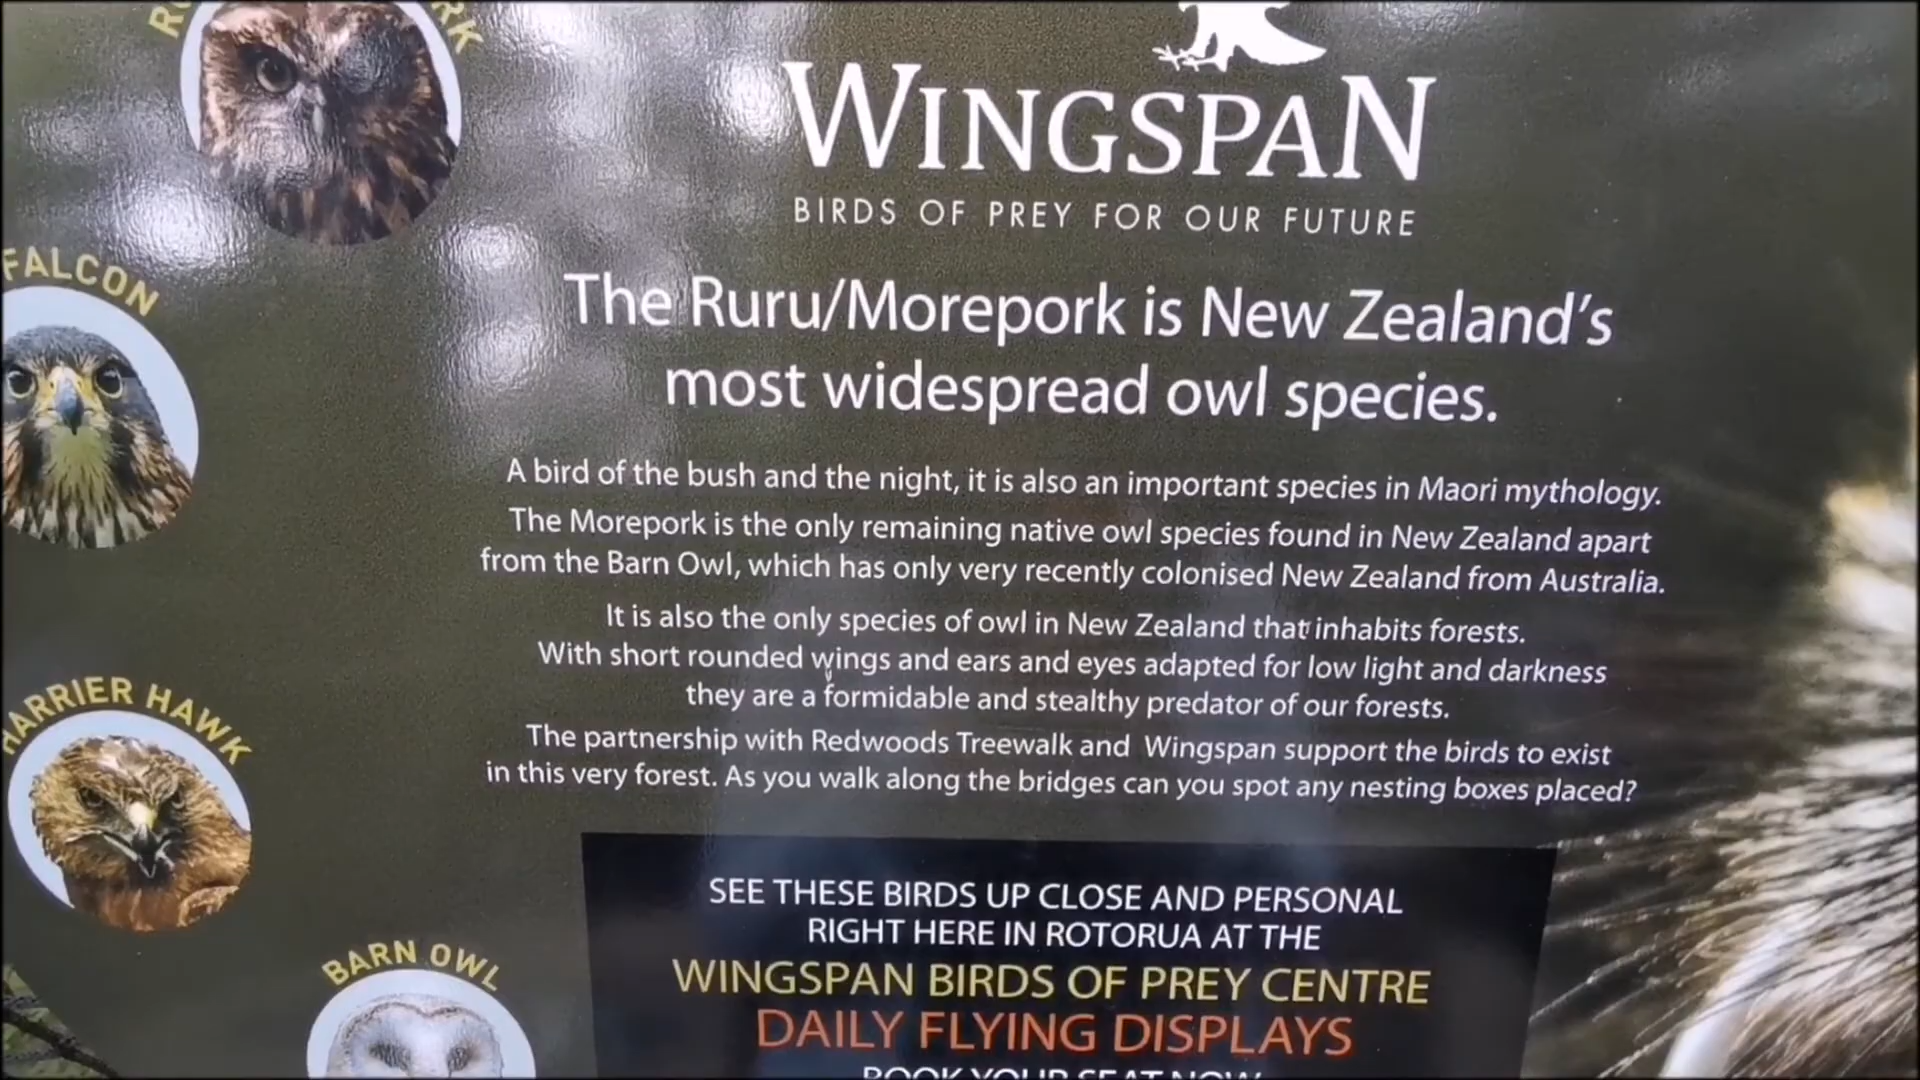 WINGSPAN
BIRDS OF PREY FOR OUR FUTURE
The Ruru/Morepork is New Zealand's
most widespread owl species.
A bird of the bush and the night, it is also an important species in Maori mythology.
The Morepork is the only remaining native owl species found in New Zealand apart
from the Barn Owl, which has only very recently colonised New Zealand from Australia.
It is also the only species of owl in New Zealand that inhabits forests.
With short rounded wings and ears and eyes adapted for low light and darkness
they are a formidable and stealthy predator of our forests.
The partnership with Redwoods Treewalk and Wingspan support the birds to exist
in this very forest. As you walk along the bridges can you spot any nesting boxes placed?
FALCON
HARRIER HAWK
BARN OWL
SEE THESE BIRDS UP CLOSE AND PERSONAL
RIGHT HERE IN ROTORUA AT THE
WINGSPAN BIRDS OF PREY CENTRE
DAILY FLYING DISPLAYS
BOOK YOUR SEAT NOW